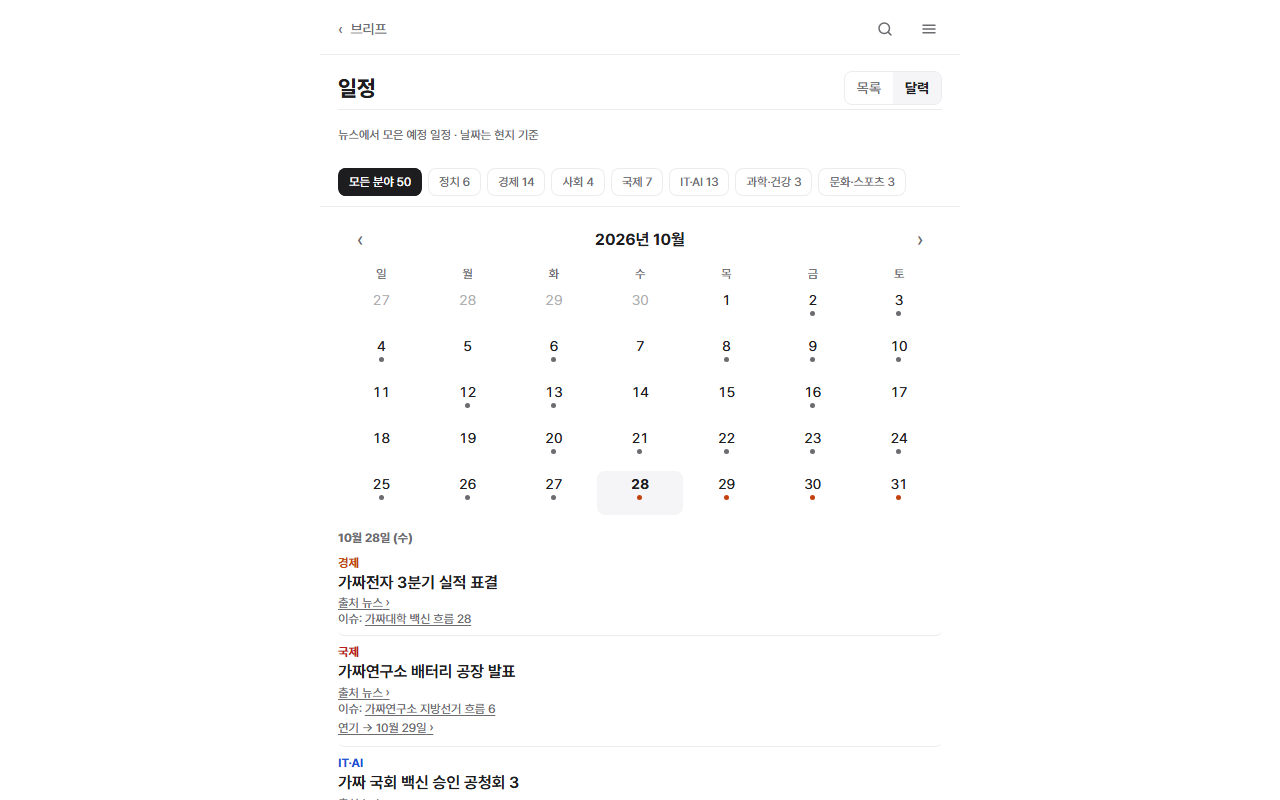 ‹ 브리프
일정
목록 달력
뉴스에서 모은 예정 일정 · 날짜는 현지 기준
모든 분야 50 정치 6 경제 14 사회 4 국제 7 IT·AI 13 과학·건강 3 문화·스포츠 3
‹ 2026년 10월 ›
일 월 화 수 목 금 토
27 28 29 30 1 2 3
4 5 6 7 8 9 10
11 12 13 14 15 16 17
18 19 20 21 22 23 24
25 26 27 28 29 30 31
10월 28일 (수)
경제
가짜전자 3분기 실적 표결
출처 뉴스 ›
이슈: 가짜대학 백신 흐름 28
국제
가짜연구소 배터리 공장 발표
출처 뉴스 ›
이슈: 가짜연구소 지방선거 흐름 6
연기 → 10월 29일 ›
IT·AI
가짜 국회 백신 승인 공청회 3